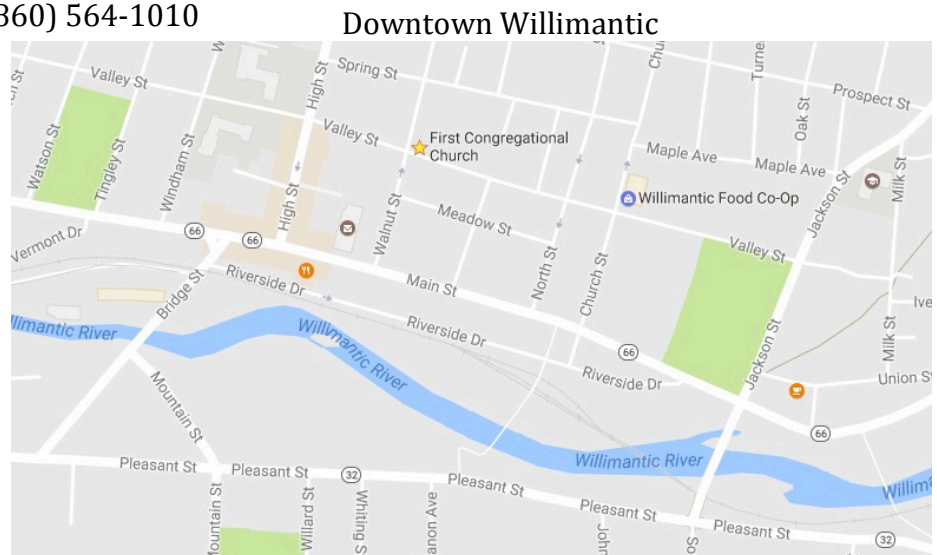 860) 564-1010
Downtown Willimantic
Spring St
Valley St
High St
Prospect St
Watson St
Tingley St
Windham St
Valley St
First Congregational
Church
Oak St
Maple Ave
Maple Ave
Milk St
Jackson St
Willimantic Food Co-Op
High St
Walnut St
Meadow St
66
66
Vermont Dr
Valley St
North St
Church St
Bridge St
Riverside Dr
Main St
Willimantic River
Riverside Dr
66
Jackson St
Milk St
Riverside Dr
Union St
Mountain St
66
Pleasant St
Pleasant St
32
Willimantic River
Pleasant St
Willard St
Pleasant St
Pleasant St
32